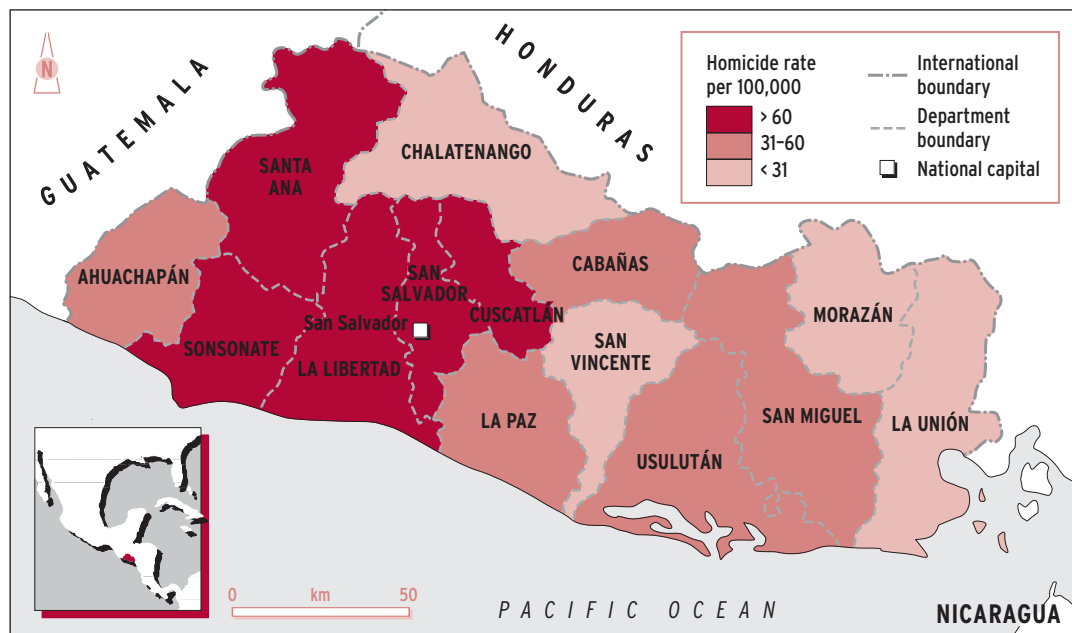 GUATEMALA
HONDURAS
N
Homicide rate
per 100,000
> 60
31–60
< 31
International
boundary
Department
boundary
National capital
SANTA
ANA
CHALATENANGO
AHUACHAPÁN
SONSONATE
LA LIBERTAD
San Salvador
SAN
SALVADOR
CUSCATLÁN
CABAÑAS
SAN
VINCENTE
LA PAZ
USULUTÁN
SAN MIGUEL
MORAZÁN
LA UNIÓN
0 km 50
PACIFIC OCEAN
NICARAGUA